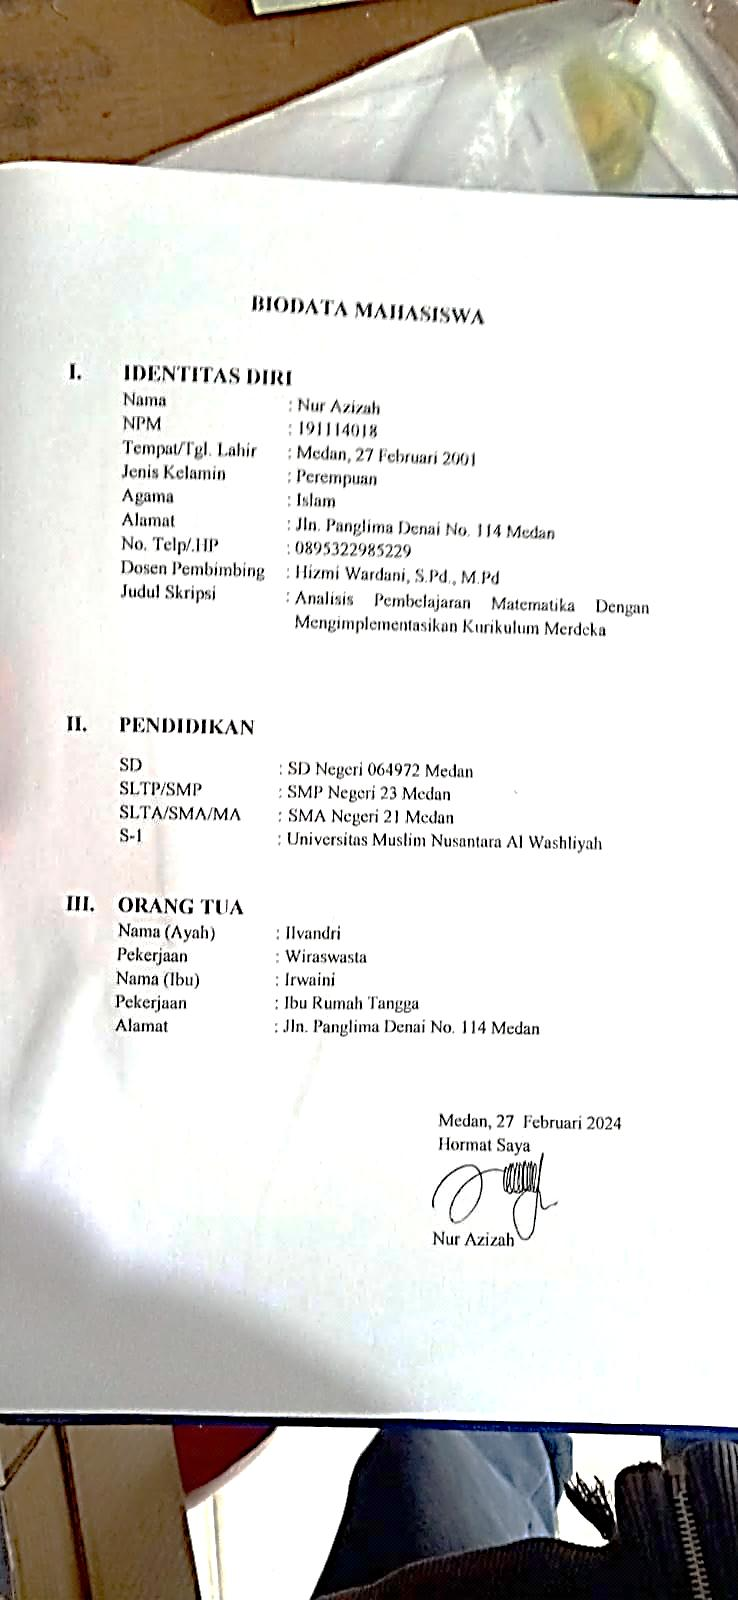 BIODATA MAHASISWA
I. IDENTITAS DIRI
Nama : Nur Azizah
NPM : 191114018
Tempat/Tgl. Lahir : Medan, 27 Februari 2001
Jenis Kelamin : Perempuan
Agama : Islam
Alamat : Jln. Panglima Denai No. 114 Medan
No. Telp/.HP : 0895322985229
Dosen Pembimbing : Hizmi Wardani, S.Pd., M.Pd
Judul Skripsi : Analisis Pembelajaran Matematika Dengan
Mengimplementasikan Kurikulum Merdeka
II. PENDIDIKAN
SD : SD Negeri 064972 Medan
SLTP/SMP : SMP Negeri 23 Medan
SLTA/SMA/MA : SMA Negeri 21 Medan
S-1 : Universitas Muslim Nusantara Al Washliyah
III. ORANG TUA
Nama (Ayah) : Ilvandri
Pekerjaan : Wiraswasta
Nama (Ibu) : Irwaini
Pekerjaan : Ibu Rumah Tangga
Alamat : Jln. Panglima Denai No. 114 Medan
Medan, 27 Februari 2024
Hormat Saya
Nur Azizah